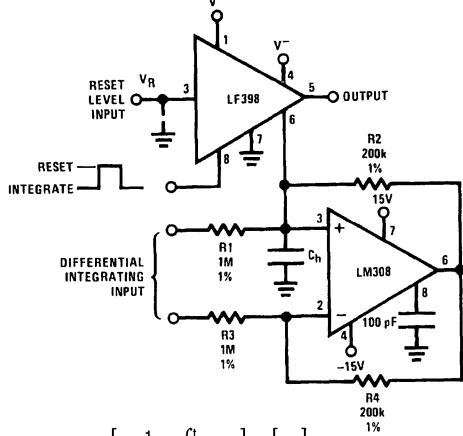 V
1
V⁻
4
RESET
LEVEL
INPUT
V_R
3
LF398
5
OUTPUT
6
7
8
RESET
INTEGRATE
R2
200k
1%
15V
7
DIFFERENTIAL
INTEGRATING
INPUT
R1
1M
1%
C_h
3
+
LM308
6
2
−
8
100 pF
4
-15V
R3
1M
1%
R4
200k
1%